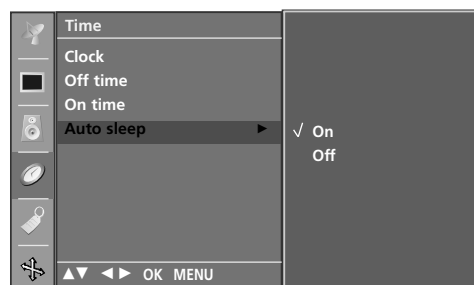 Time
Clock
Off time
On time
Auto sleep ►
√ On
Off
▲▼ ◄► OK MENU